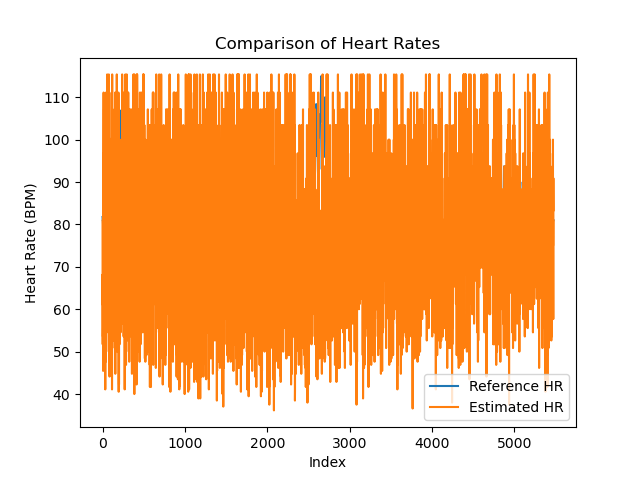 Comparison of Heart Rates
Heart Rate (BPM)
110
100
90
80
70
60
50
40
Reference HR
Estimated HR
0 1000 2000 3000 4000 5000
Index